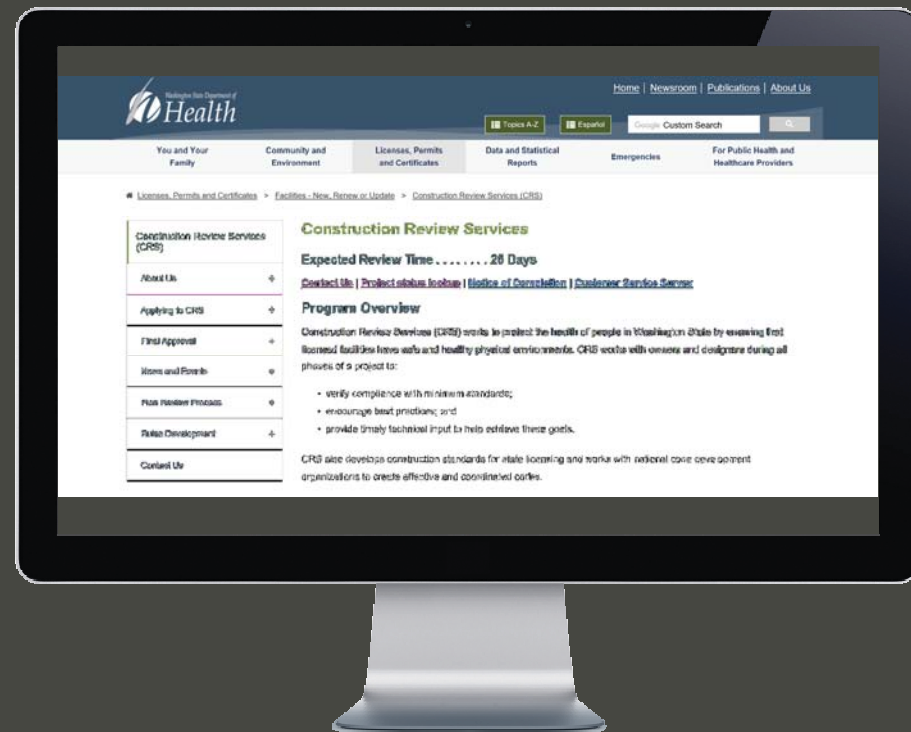 Washington State Department of
Health
Home | Newsroom | Publications | About Us
Topics A-Z
Español
Google Custom Search
You and Your
Family
Community and
Environment
Licenses, Permits
and Certificates
Data and Statistical
Reports
Emergencies
For Public Health and
Healthcare Providers
Licenses, Permits and Certificates > Facilities - New, Renew or Update > Construction Review Services (CRS)
Construction Review Services
(CRS)
About Us +
Applying to CRS +
Final Approval +
News and Events +
Plan Review Process +
Rules Development +
Contact Us
Construction Review Services
Expected Review Time . . . . . . . . 26 Days
Contact Us | Project status lookup | Notice of Completion | Customer Service Server
Program Overview
Construction Review Services (CRS) works to protect the health of people in Washington State by ensuring that
licensed facilities have safe and healthy physical environments. CRS works with owners and designers during all
phases of a project to:
• verify compliance with minimum standards;
• encourage best practices; and
• provide timely technical input to help achieve these goals.
CRS also develops construction standards for state licensing and works with national code development
organizations to create effective and coordinated codes.